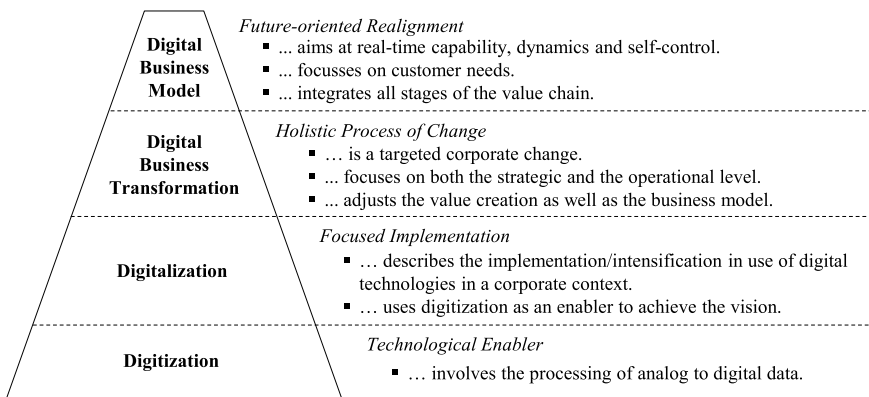 Digital
Business
Model
Future-oriented Realignment
▪ ... aims at real-time capability, dynamics and self-control.
▪ ... focusses on customer needs.
▪ ... integrates all stages of the value chain.
Digital
Business
Transformation
Holistic Process of Change
▪ … is a targeted corporate change.
▪ ... focuses on both the strategic and the operational level.
▪ ... adjusts the value creation as well as the business model.
Digitalization
Focused Implementation
▪ … describes the implementation/intensification in use of digital
technologies in a corporate context.
▪ … uses digitization as an enabler to achieve the vision.
Digitization
Technological Enabler
▪ … involves the processing of analog to digital data.